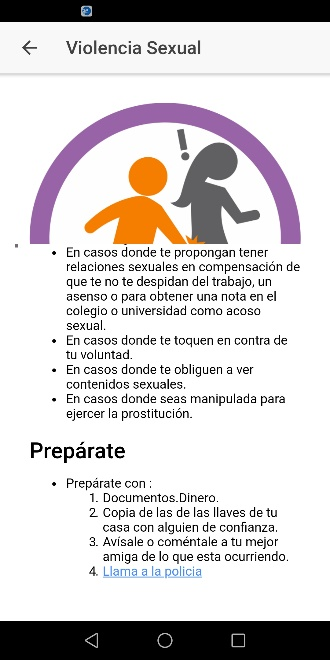 Violencia Sexual
!
En casos donde te propongan tener
relaciones sexuales en compensación de
que te no te despidan del trabajo, un
asenso o para obtener una nota en el
colegio o universidad como acoso
sexual.
En casos donde te toquen en contra de
tu voluntad.
En casos donde te obliguen a ver
contenidos sexuales.
En casos donde seas manipulada para
ejercer la prostitución.
Prepárate
Prepárate con :
1. Documentos.Dinero.
2. Copia de las de las llaves de tu
casa con alguien de confianza.
3. Avísale o coméntale a tu mejor
amiga de lo que esta ocurriendo.
4. Llama a la policia